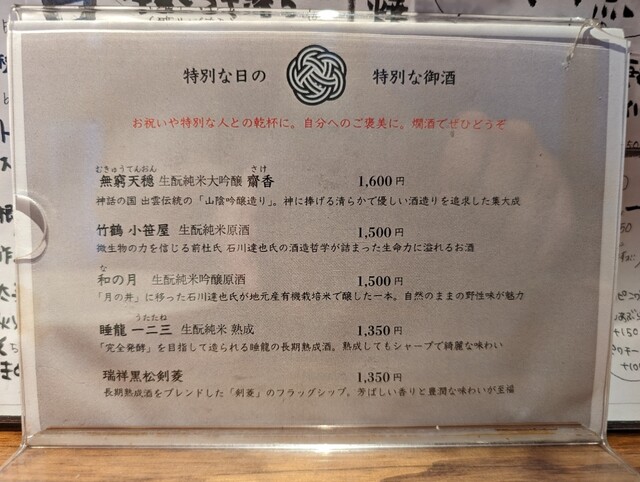 特別な日の 特別な御酒
お祝いや特別な人との乾杯に。自分へのご褒美に。燗酒でぜひどうぞ
むきゅうてんおん さけ
無窮天穏 生酛純米大吟醸 齋香 1,600円
神話の国 出雲伝統の「山陰吟醸造り」。神に捧げる清らかで優しい酒造りを追求した集大成
竹鶴 小笹屋 生酛純米原酒 1,500円
微生物の力を信じる前杜氏 石川達也氏の酒造哲学が詰まった生命力に溢れるお酒
な
和の月 生酛純米吟醸原酒 1,500円
「月の井」に移った石川達也氏が地元産有機栽培米で醸した一本。自然のままの野性味が魅力
うたたね
睡龍 一二三 生酛純米 熟成 1,350円
「完全発酵」を目指して造られる睡龍の長期熟成酒。熟成してもシャープで綺麗な味わい
瑞祥黒松剣菱 1,350円
長期熟成酒をブレンドした「剣菱」のフラッグシップ。芳ばしい香りと豊潤な味わいが至福